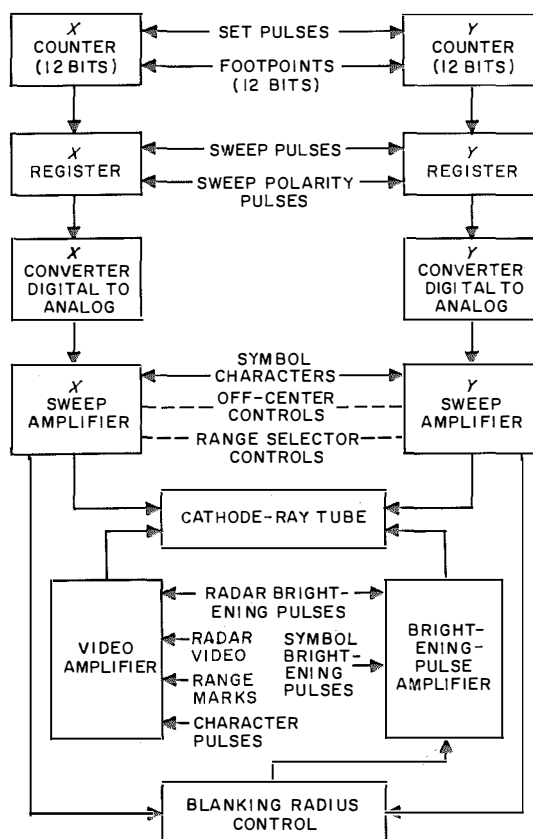 X
COUNTER
(12 BITS)
SET PULSES
FOOTPOINTS
(12 BITS)
Y
COUNTER
(12 BITS)
X
REGISTER
SWEEP PULSES
SWEEP POLARITY
PULSES
Y
REGISTER
X
CONVERTER
DIGITAL TO
ANALOG
Y
CONVERTER
DIGITAL TO
ANALOG
X
SWEEP
AMPLIFIER
SYMBOL
CHARACTERS
OFF-CENTER
CONTROLS
RANGE SELECTOR
CONTROLS
Y
SWEEP
AMPLIFIER
CATHODE-RAY TUBE
VIDEO
AMPLIFIER
RADAR BRIGHT-
ENING PULSES
RADAR
VIDEO
SYMBOL
BRIGHT-
ENING
PULSES
RANGE
MARKS
CHARACTER
PULSES
BRIGHT-
ENING-
PULSE
AMPLIFIER
BLANKING RADIUS
CONTROL